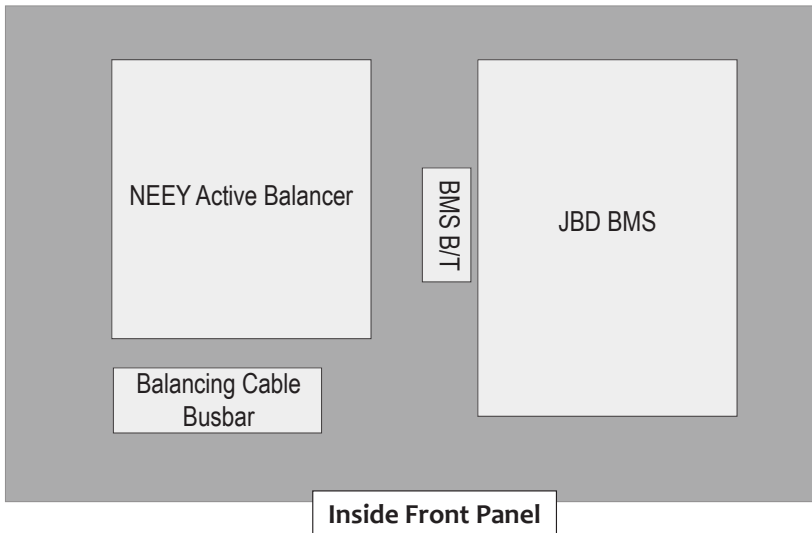 NEEY Active Balancer
BMS B/T
JBD BMS
Balancing Cable
Busbar
Inside Front Panel